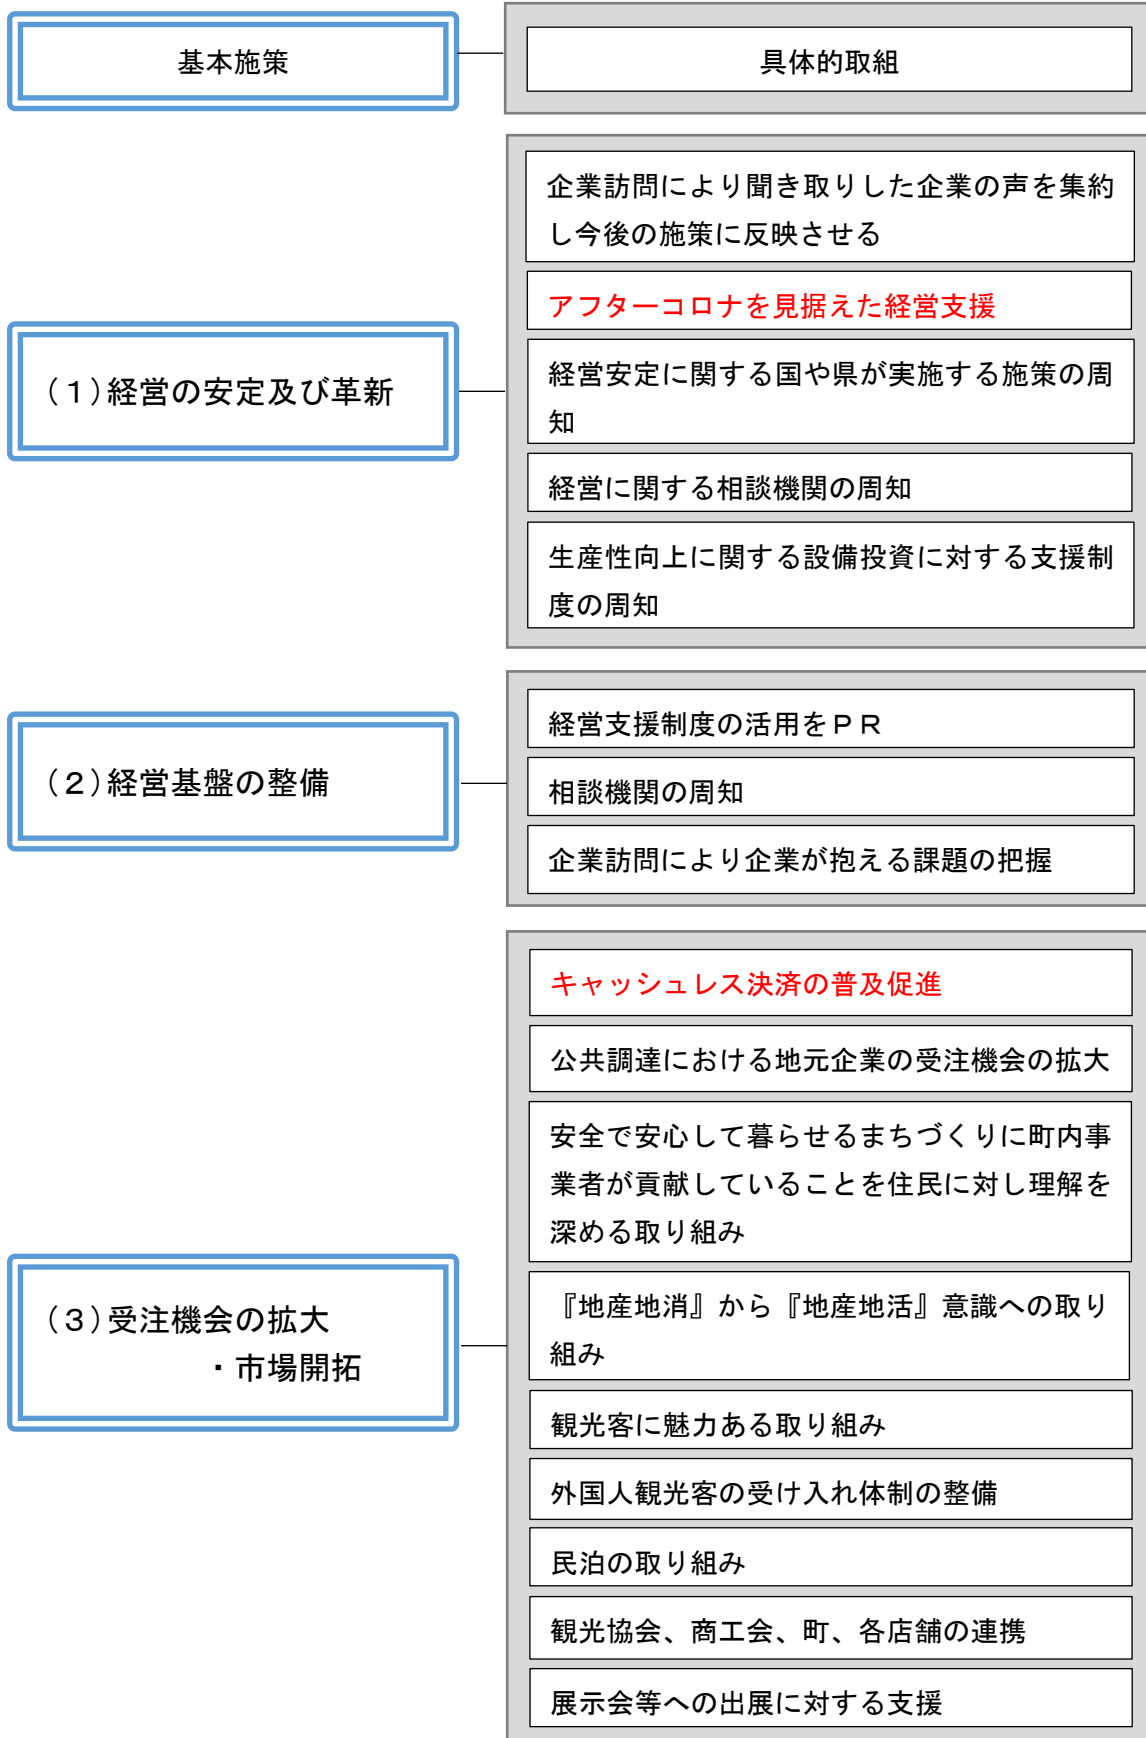 基本施策
具体的取組
企業訪問により聞き取りした企業の声を集約
し今後の施策に反映させる
アフターコロナを見据えた経営支援
(1)経営の安定及び革新
経営安定に関する国や県が実施する施策の周
知
経営に関する相談機関の周知
生産性向上に関する設備投資に対する支援制
度の周知
(2)経営基盤の整備
経営支援制度の活用をPR
相談機関の周知
企業訪問により企業が抱える課題の把握
(3)受注機会の拡大
・市場開拓
キャッシュレス決済の普及促進
公共調達における地元企業の受注機会の拡大
安全で安心して暮らせるまちづくりに町内事
業者が貢献していることを住民に対し理解を
深める取り組み
『地産地消』から『地産地活』意識への取り
組み
観光客に魅力ある取り組み
外国人観光客の受け入れ体制の整備
民泊の取り組み
観光協会、商工会、町、各店舗の連携
展示会等への出展に対する支援